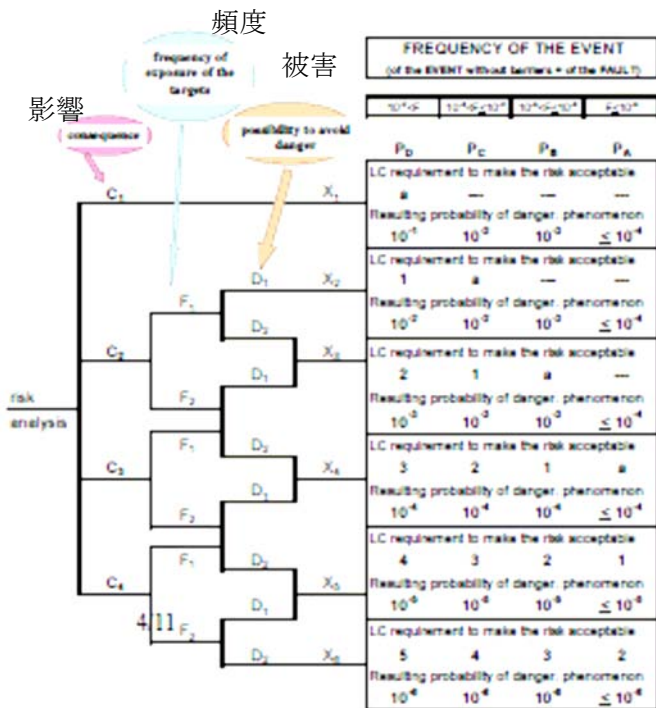 頻度
frequency of
exposure of the
targets
被害
影響
consequence
possibility to avoid
danger
FREQUENCY OF THE EVENT
(of the EVENT without barriers + of the FAULT)
P_D P_C P_B P_A
C₁ X₁
LC requirement to make the risk acceptable
a --- --- ---
Resulting probability of danger. phenomenon
10⁻¹ 10⁻² 10⁻³ ≤ 10⁻⁴
D₁ X₂
LC requirement to make the risk acceptable
1 a --- ---
Resulting probability of danger. phenomenon
10⁻² 10⁻² 10⁻³ ≤ 10⁻⁴
F₁
D₂
C₂ X₃
LC requirement to make the risk acceptable
2 1 a ---
Resulting probability of danger. phenomenon
10⁻³ 10⁻³ 10⁻³ ≤ 10⁻⁴
D₁
F₂
risk
analysis
F₁ D₂
C₃ X₄
LC requirement to make the risk acceptable
3 2 1 a
Resulting probability of danger. phenomenon
10⁻⁴ 10⁻⁴ 10⁻⁴ ≤ 10⁻⁴
D₁
F₂
F₁ D₂
C₄ X₅
LC requirement to make the risk acceptable
4 3 2 1
Resulting probability of danger. phenomenon
10⁻⁵ 10⁻⁵ 10⁻⁵ ≤ 10⁻⁵
D₁
4/11
F₂
D₂ X₆
LC requirement to make the risk acceptable
5 4 3 2
Resulting probability of danger. phenomenon
10⁻⁶ 10⁻⁶ 10⁻⁶ ≤ 10⁻⁶